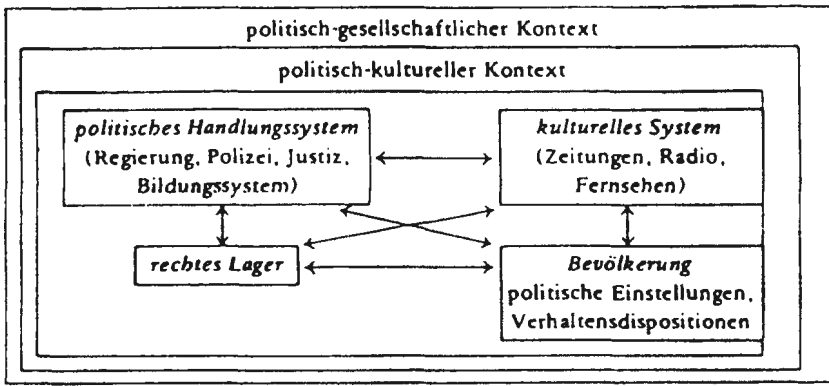 politisch-gesellschaftlicher Kontext
politisch-kultureller Kontext
politisches Handlungssystem
(Regierung, Polizei, Justiz,
Bildungssystem)
kulturelles System
(Zeitungen, Radio,
Fernsehen)
rechtes Lager
Bevölkerung
politische Einstellungen,
Verhaltensdispositionen